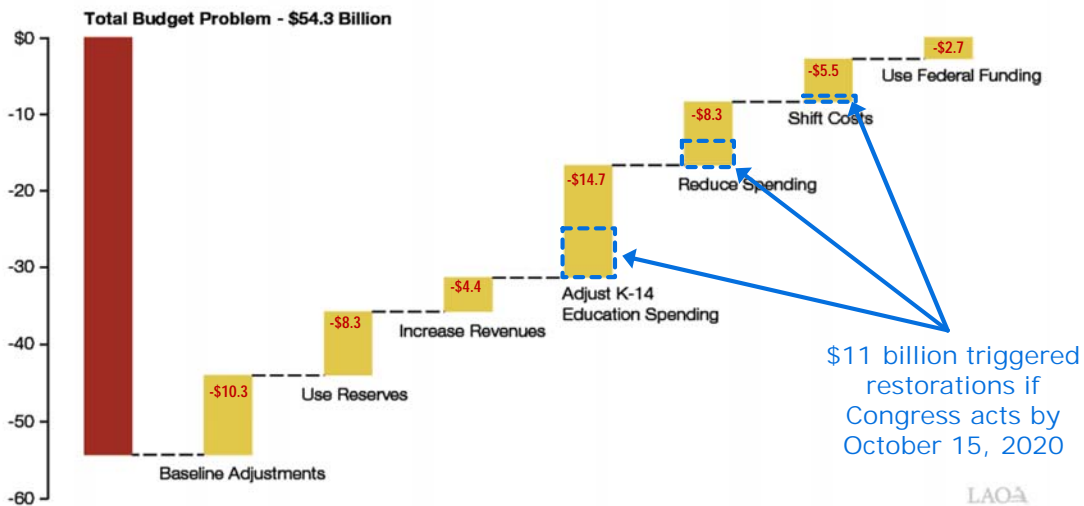 Total Budget Problem - $54.3 Billion
$0
-10
-20
-30
-40
-50
-60
-$10.3
Baseline Adjustments
-$8.3
Use Reserves
-$4.4
Increase Revenues
-$14.7
Adjust K-14
Education Spending
-$8.3
Reduce Spending
-$5.5
Shift Costs
-$2.7
Use Federal Funding
$11 billion triggered
restorations if
Congress acts by
October 15, 2020
LAO